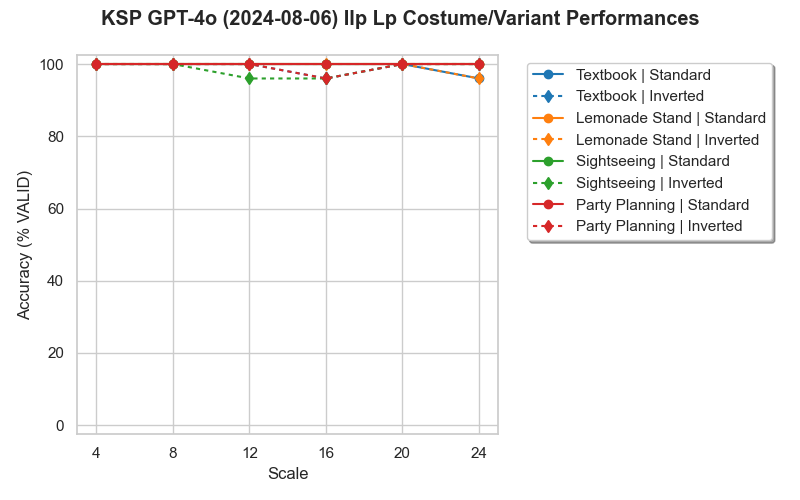 KSP GPT-4o (2024-08-06) Ilp Lp Costume/Variant Performances
Accuracy (% VALID)
100
80
60
40
20
0
4 8 12 16 20 24
Scale
Textbook | Standard
Textbook | Inverted
Lemonade Stand | Standard
Lemonade Stand | Inverted
Sightseeing | Standard
Sightseeing | Inverted
Party Planning | Standard
Party Planning | Inverted